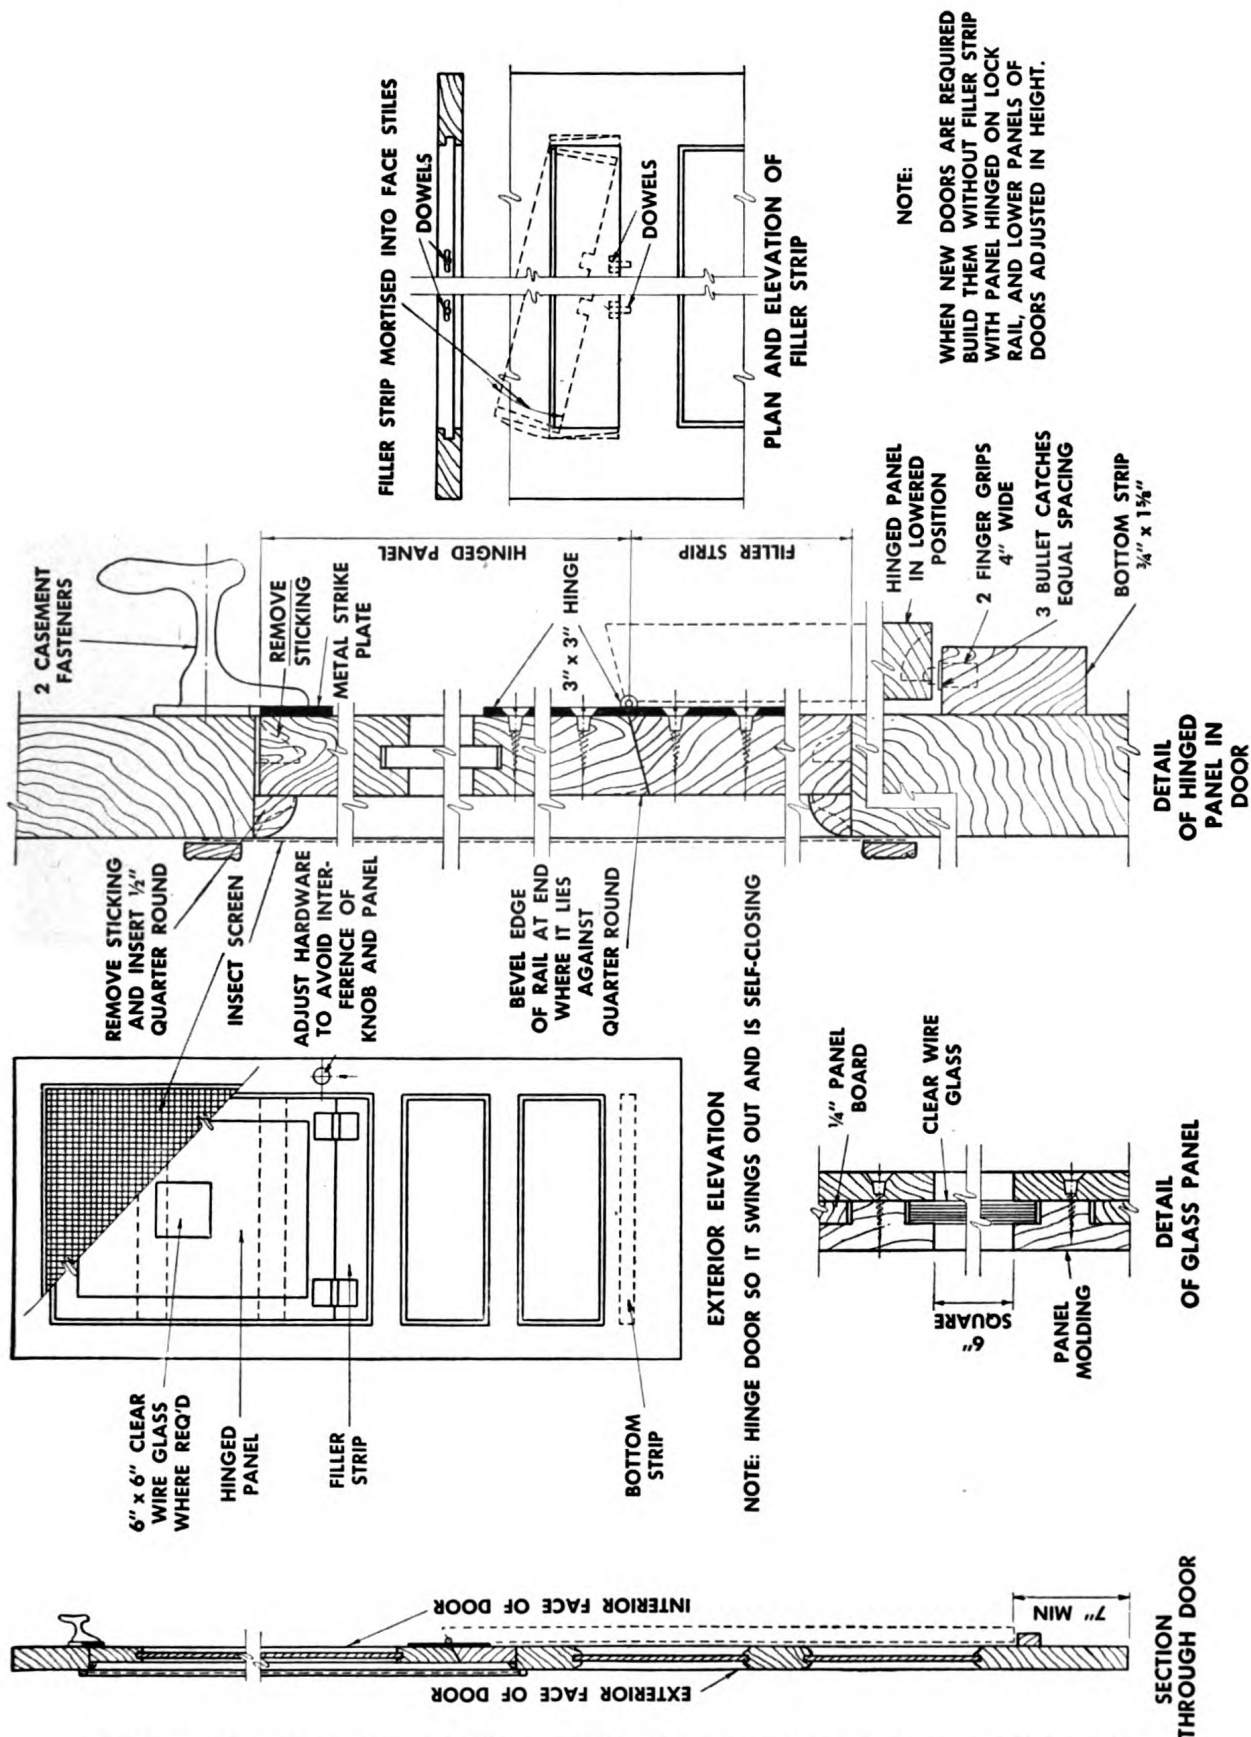 2 CASEMENT
FASTENERS
REMOVE
STICKING
METAL STRIKE
PLATE
HINGED PANEL
3" x 3" HINGE
FILLER STRIP
HINGED PANEL
IN LOWERED
POSITION
2 FINGER GRIPS
4" WIDE
3 BULLET CATCHES
EQUAL SPACING
BOTTOM STRIP
¾" x 1⅝"
DETAIL
OF HINGED
PANEL IN
DOOR
FILLER STRIP MORTISED INTO FACE STILES
DOWELS
DOWELS
PLAN AND ELEVATION OF
FILLER STRIP
NOTE:
WHEN NEW DOORS ARE REQUIRED
BUILD THEM WITHOUT FILLER STRIP
WITH PANEL HINGED ON LOCK
RAIL, AND LOWER PANELS OF
DOORS ADJUSTED IN HEIGHT.
REMOVE STICKING
AND INSERT ½"
QUARTER ROUND
INSECT SCREEN
ADJUST HARDWARE
TO AVOID INTER-
FERENCE OF
KNOB AND PANEL
BEVEL EDGE
OF RAIL AT END
WHERE IT LIES
AGAINST
QUARTER ROUND
6" x 6" CLEAR
WIRE GLASS
WHERE REQ'D
HINGED
PANEL
FILLER
STRIP
BOTTOM
STRIP
EXTERIOR ELEVATION
NOTE: HINGE DOOR SO IT SWINGS OUT AND IS SELF-CLOSING
¼" PANEL
BOARD
CLEAR WIRE
GLASS
6"
SQUARE
PANEL
MOLDING
DETAIL
OF GLASS PANEL
INTERIOR FACE OF DOOR
EXTERIOR FACE OF DOOR
7" MIN
SECTION
THROUGH DOOR